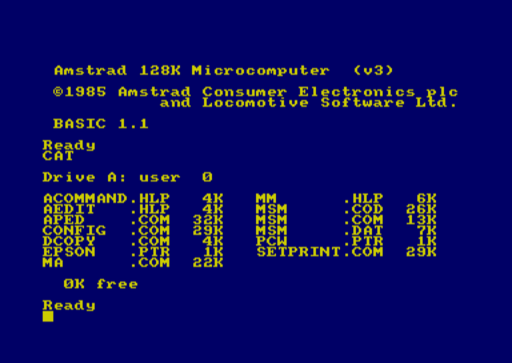 Amstrad 128K Microcomputer (v3)
©1985 Amstrad Consumer Electronics plc
and Locomotive Software Ltd.
BASIC 1.1
Ready
CAT
Drive A: user 0
ACOMMAND.HLP 4K MM .HLP 6K
AEDIT .HLP 4K MSM .COD 26K
APED .COM 32K MSM .COM 13K
CONFIG .COM 29K MSM .DAT 7K
DCOPY .COM 4K PCW .PTR 1K
EPSON .PTR 1K SETPRINT.COM 29K
MA .COM 22K
0K free
Ready